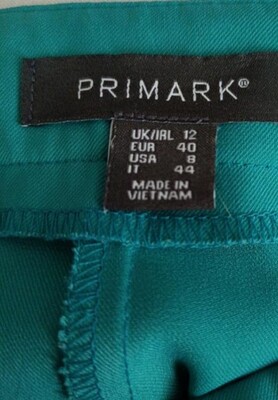 PRIMARK®
UK/IRL 12
EUR 40
USA 8
IT 44
MADE IN
VIETNAM